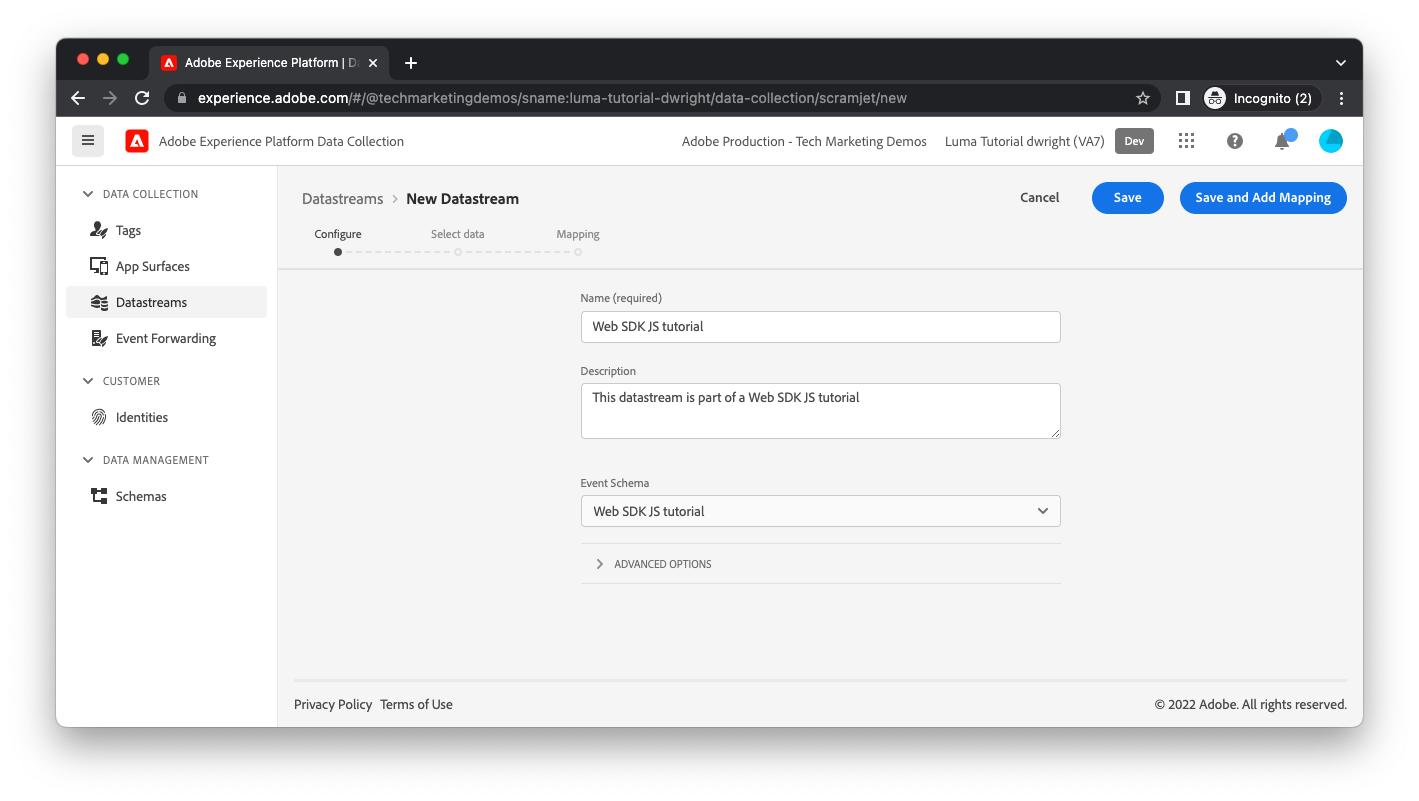 Adobe Experience Platform | D
experience.adobe.com/#/@techmarketingdemos/sname:luma-tutorial-dwright/data-collection/scramjet/new
Incognito (2)
Adobe Experience Platform Data Collection
Adobe Production - Tech Marketing Demos
Luma Tutorial dwright (VA7)
Dev
DATA COLLECTION
Tags
App Surfaces
Datastreams
Event Forwarding
CUSTOMER
Identities
DATA MANAGEMENT
Schemas
Datastreams > New Datastream
Cancel
Save
Save and Add Mapping
Configure
Select data
Mapping
Name (required)
Web SDK JS tutorial
Description
This datastream is part of a Web SDK JS tutorial
Event Schema
Web SDK JS tutorial
ADVANCED OPTIONS
Privacy Policy Terms of Use
© 2022 Adobe. All rights reserved.